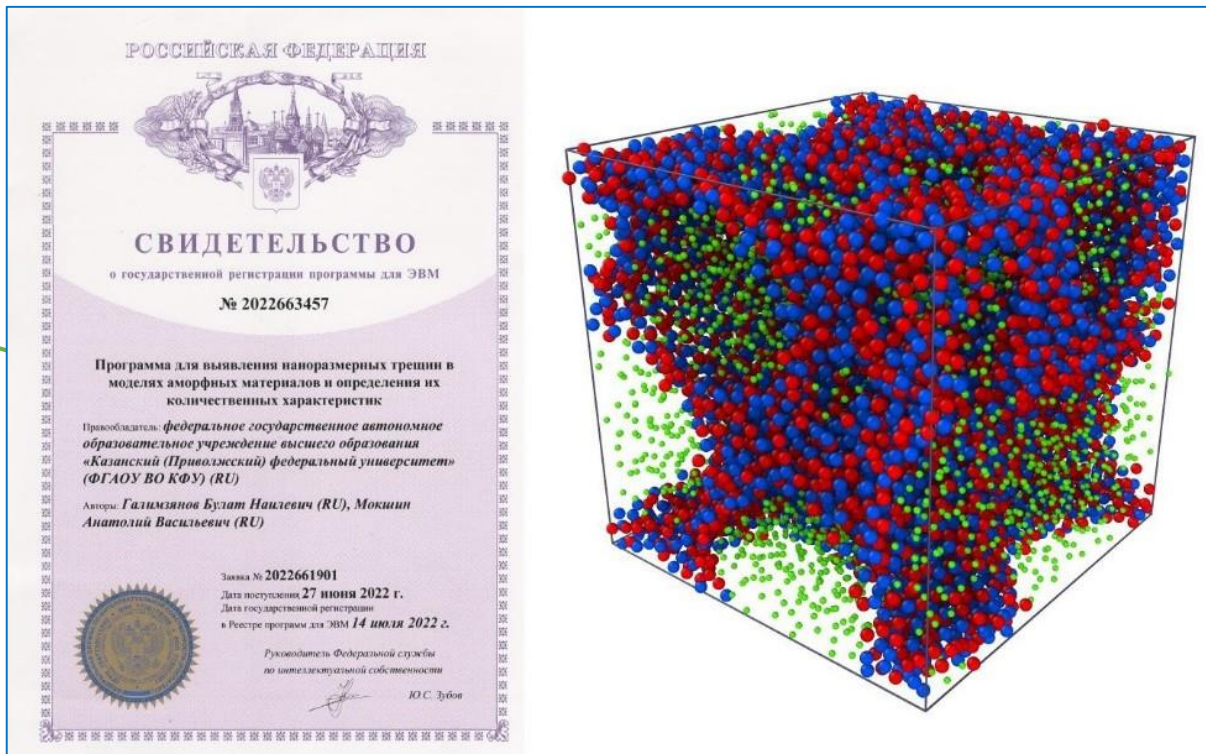 РОССИЙСКАЯ ФЕДЕРАЦИЯ
СВИДЕТЕЛЬСТВО
о государственной регистрации программы для ЭВМ
№ 2022663457
Программа для выявления наноразмерных трещин в
моделях аморфных материалов и определения их
количественных характеристик
Правообладатель: федеральное государственное автономное
образовательное учреждение высшего образования
«Казанский (Приволжский) федеральный университет»
(ФГАОУ ВО КФУ) (RU)
Авторы: Галимзянов Булат Наилевич (RU), Мокшин
Анатолий Васильевич (RU)
Заявка № 2022661901
Дата поступления 27 июня 2022 г.
Дата государственной регистрации
в Реестре программ для ЭВМ 14 июля 2022 г.
Руководитель Федеральной службы
по интеллектуальной собственности
Ю.С. Зубов